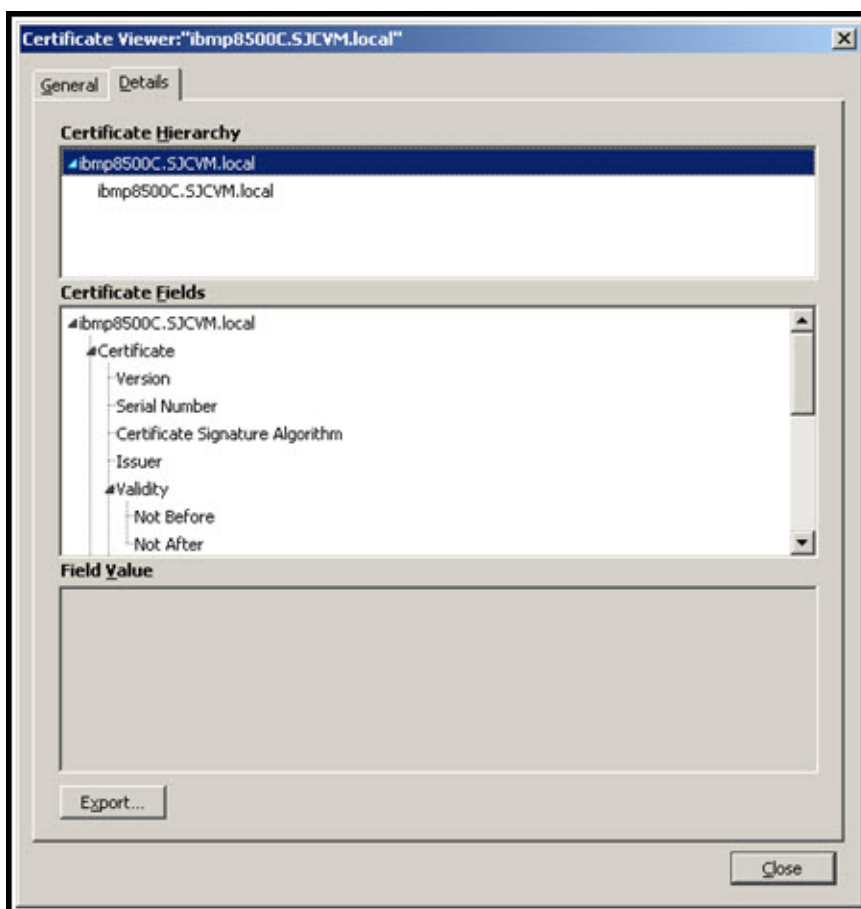 Certificate Viewer:"ibmp8500C.SJCVM.local"
General Details
Certificate Hierarchy
ibmp8500C.SJCVM.local
ibmp8500C.SJCVM.local
Certificate Fields
ibmp8500C.SJCVM.local
Certificate
Version
Serial Number
Certificate Signature Algorithm
Issuer
Validity
Not Before
Not After
Field Value
Export...
Close